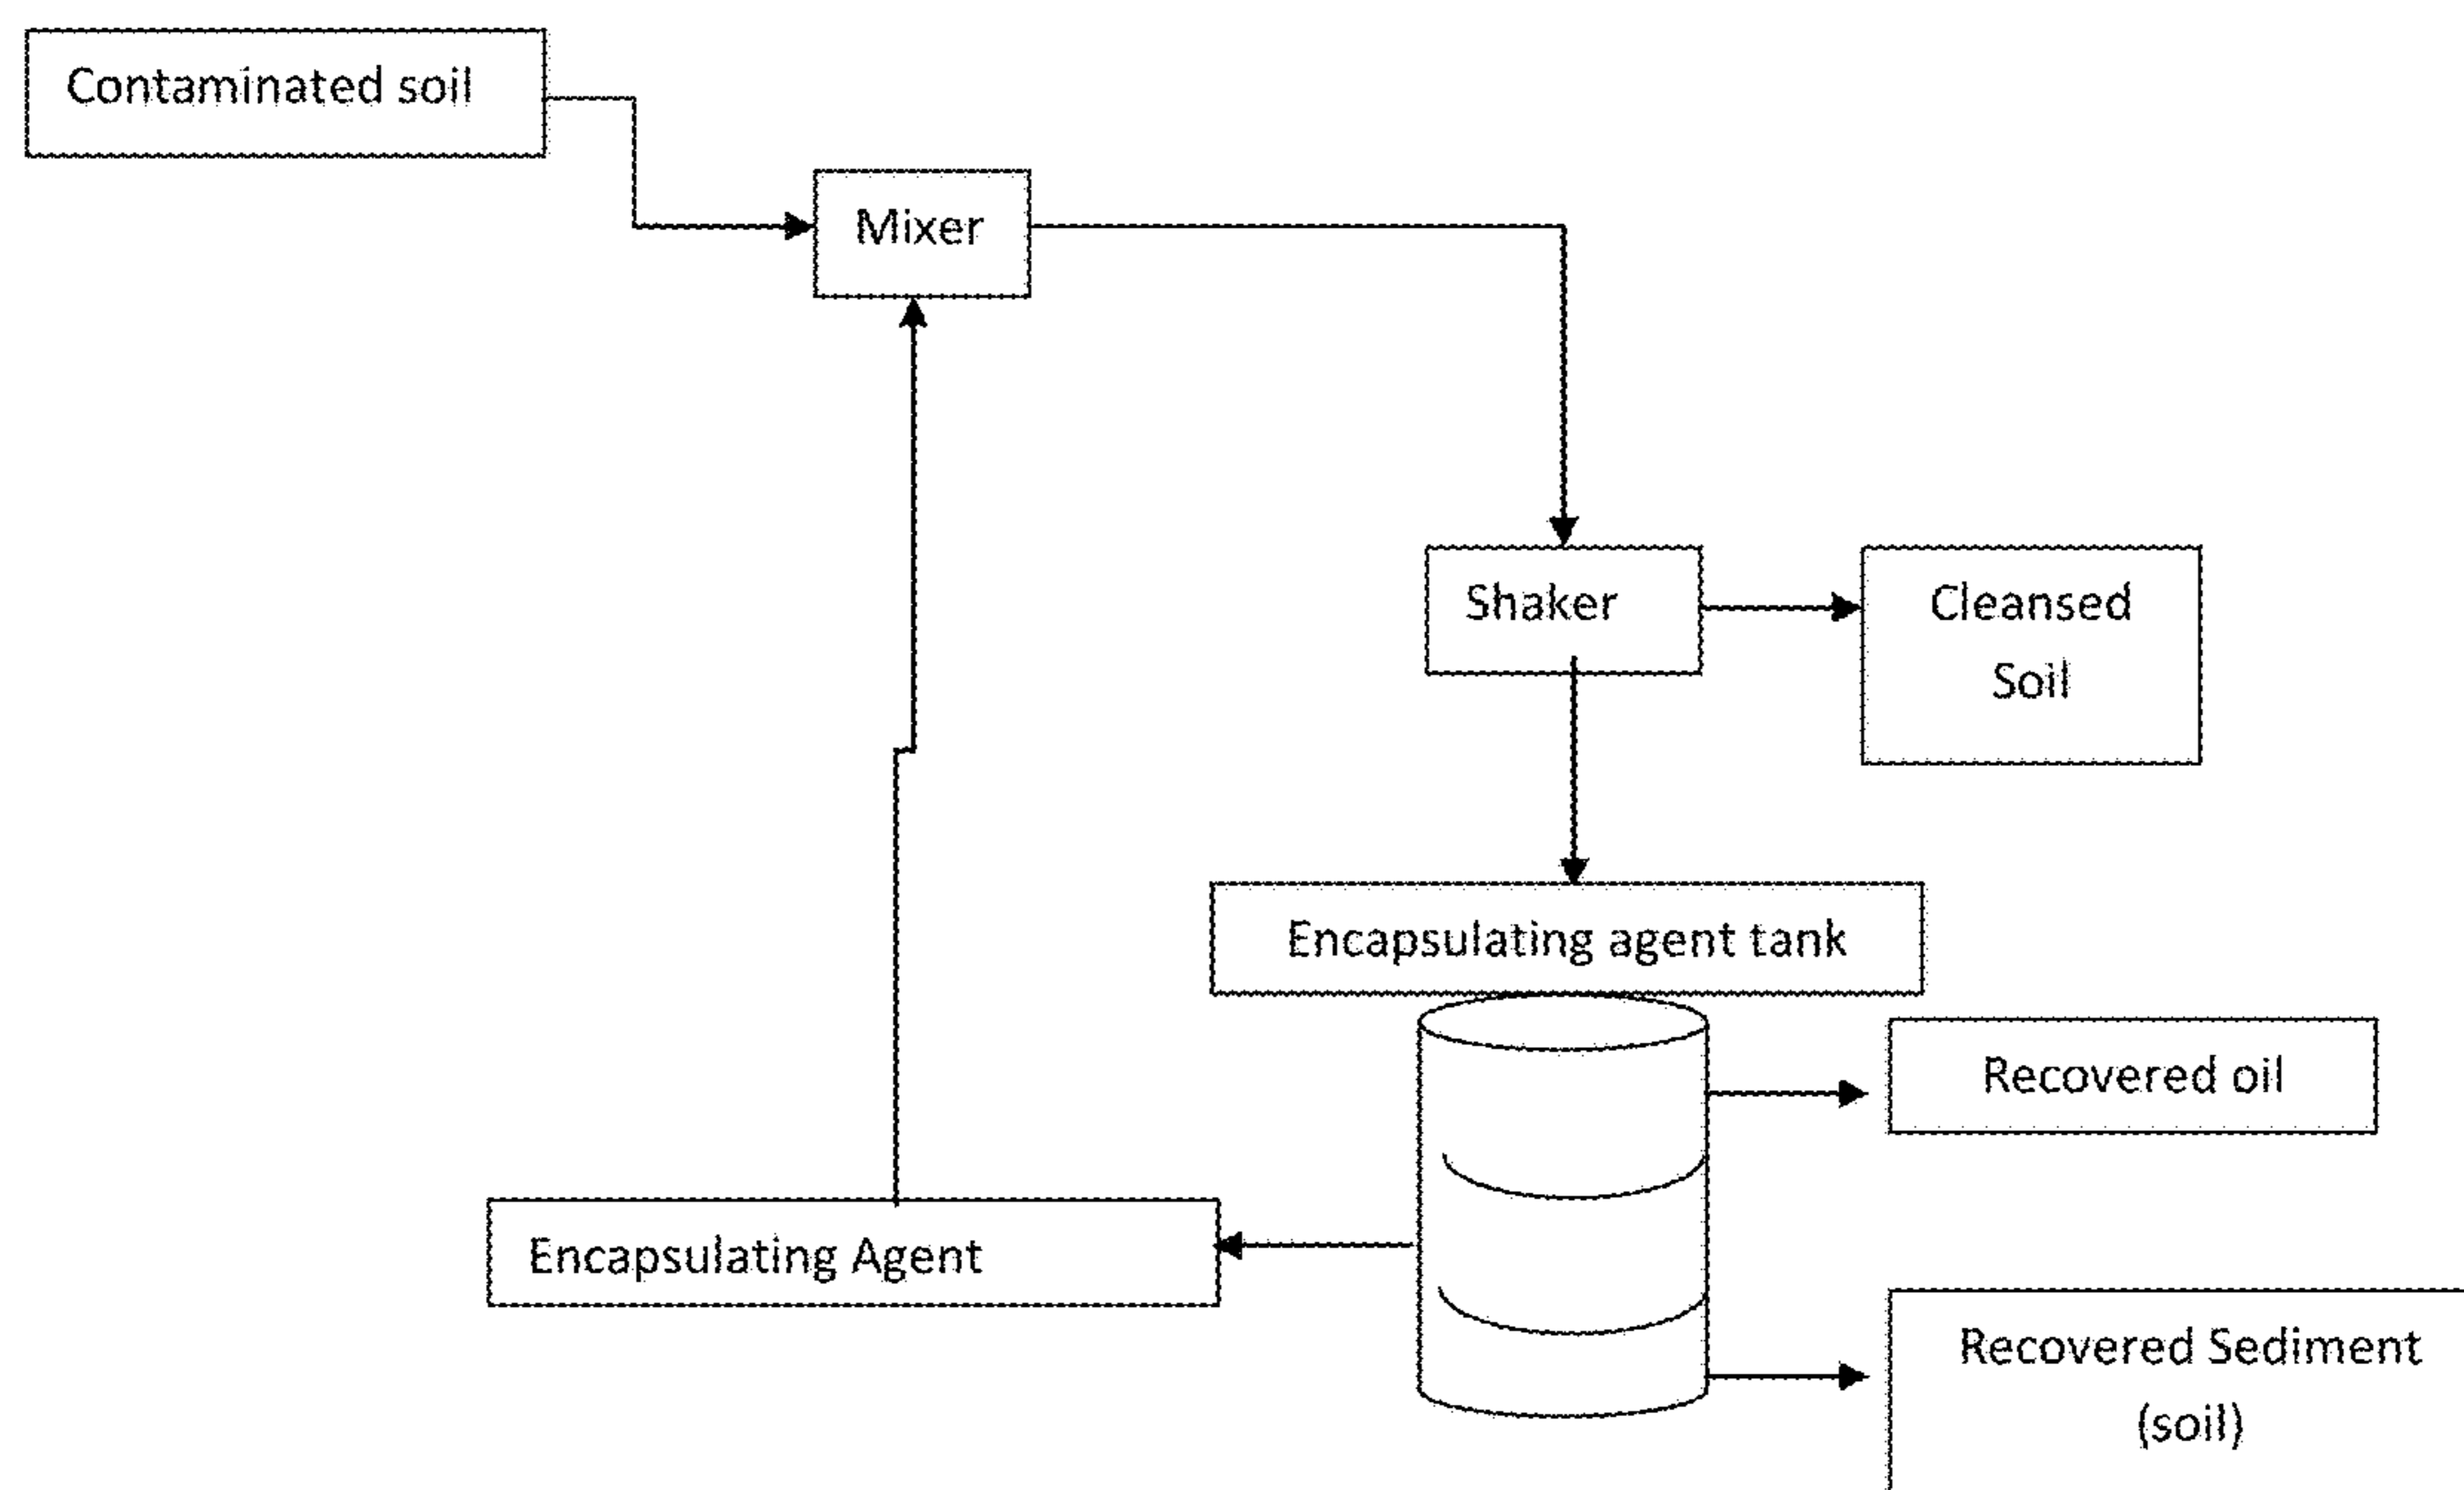 Contaminated soil
Mixer
Shaker
Cleansed
Soil
Encapsulating agent tank
Recovered oil
Encapsulating Agent
Recovered Sediment
(soil)